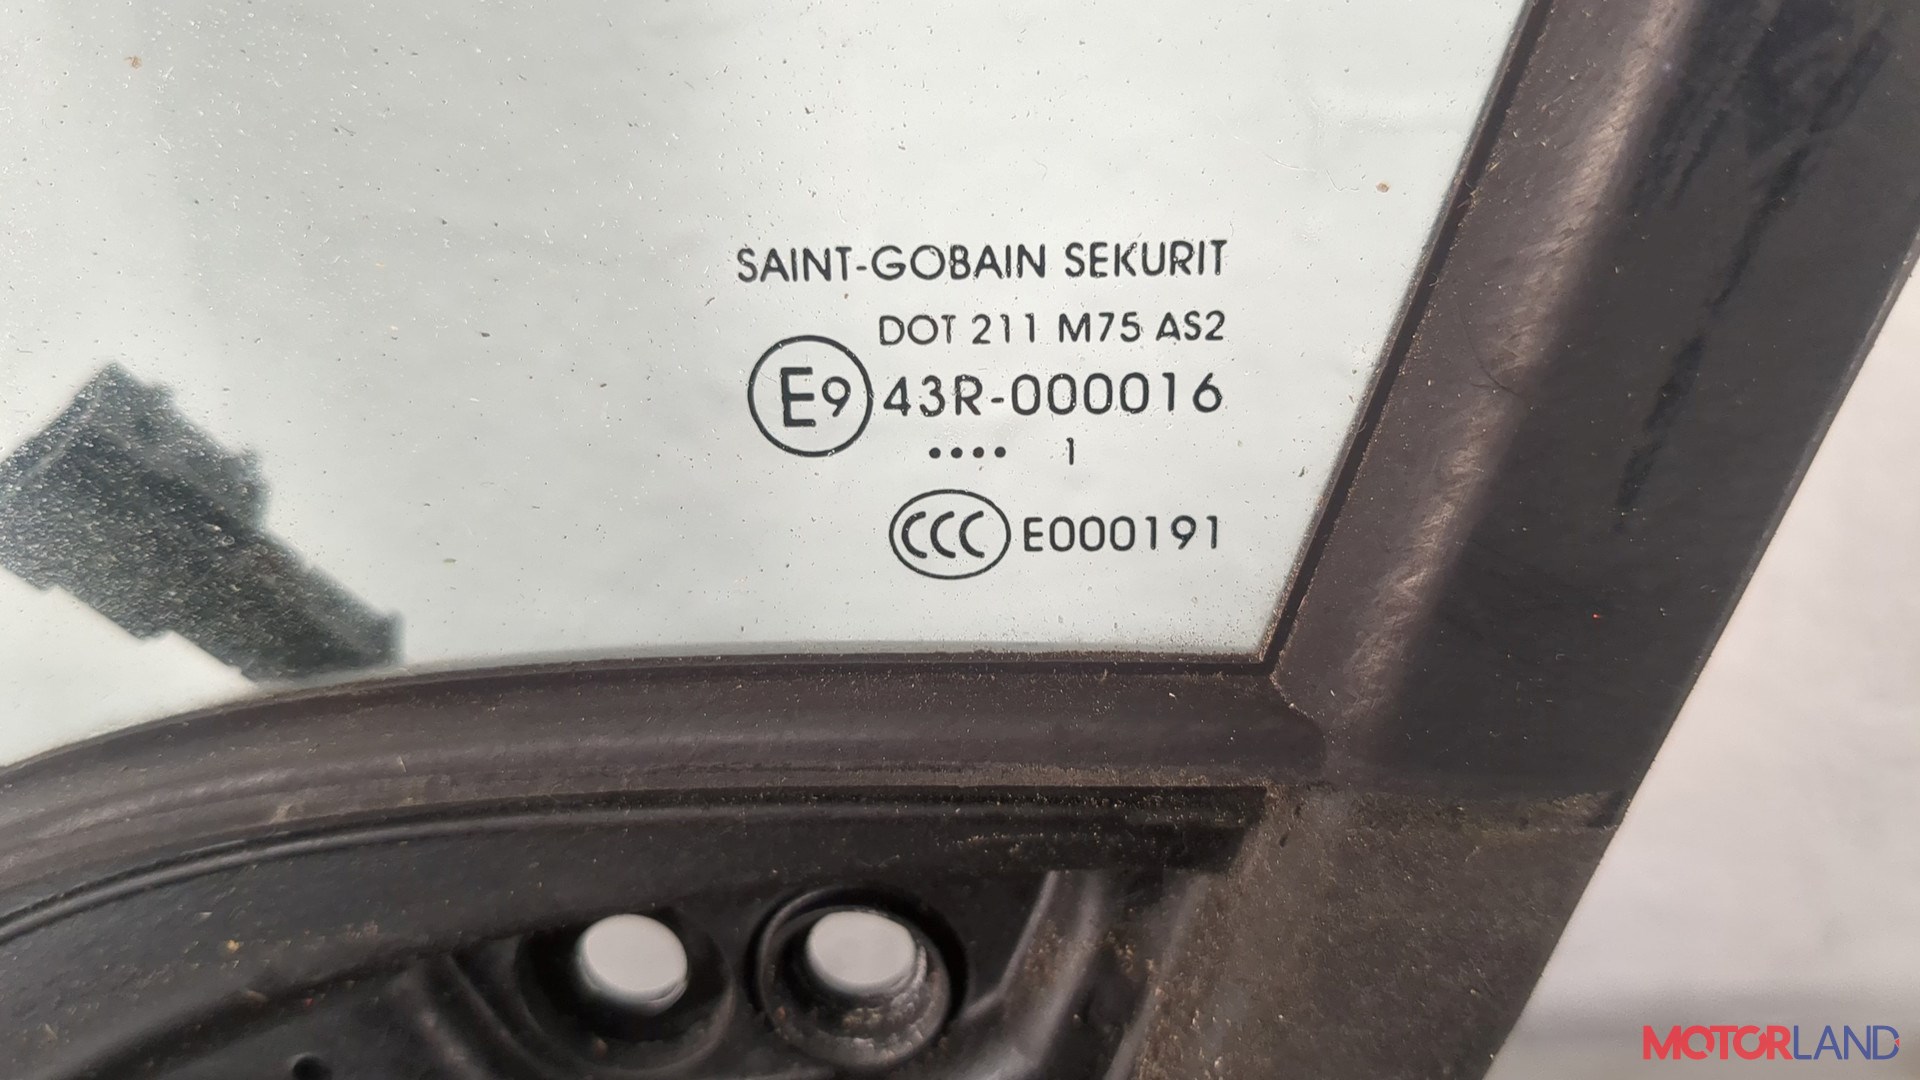 SAINT-GOBAIN SEKURIT
DOT 211 M75 AS2
E9 43R-000016
•••• 1
CCC E000191
MOTORLAND